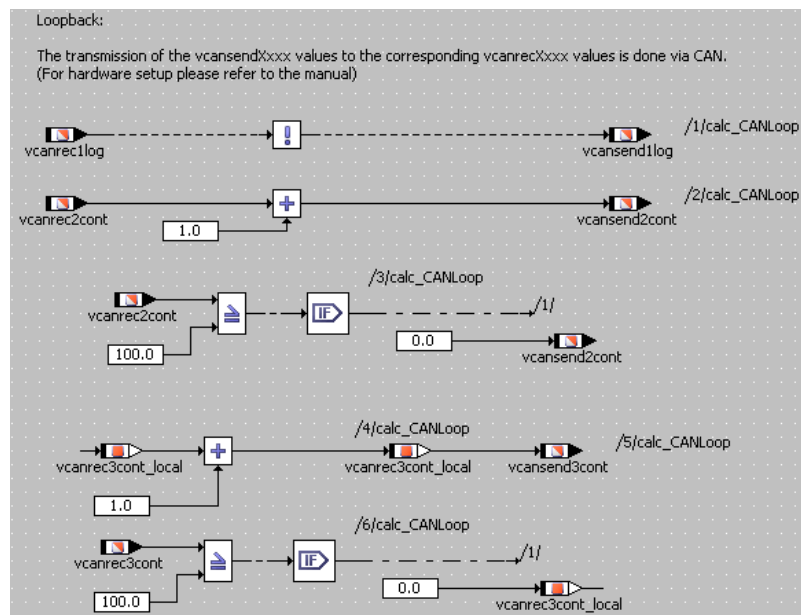 Loopback:
The transmission of the vcansendXxxx values to the corresponding vcanrecXxxx values is done via CAN.
(For hardware setup please refer to the manual)
/1/calc_CANLoop
!
vcanrec1log
vcansend1log
/2/calc_CANLoop
+
vcanrec2cont
vcansend2cont
1.0
/3/calc_CANLoop
/1/
vcanrec2cont
≥
IF
0.0
100.0
vcansend2cont
/4/calc_CANLoop
/5/calc_CANLoop
+
vcanrec3cont_local
vcanrec3cont_local
vcansend3cont
1.0
/6/calc_CANLoop
/1/
vcanrec3cont
≥
IF
0.0
100.0
vcanrec3cont_local